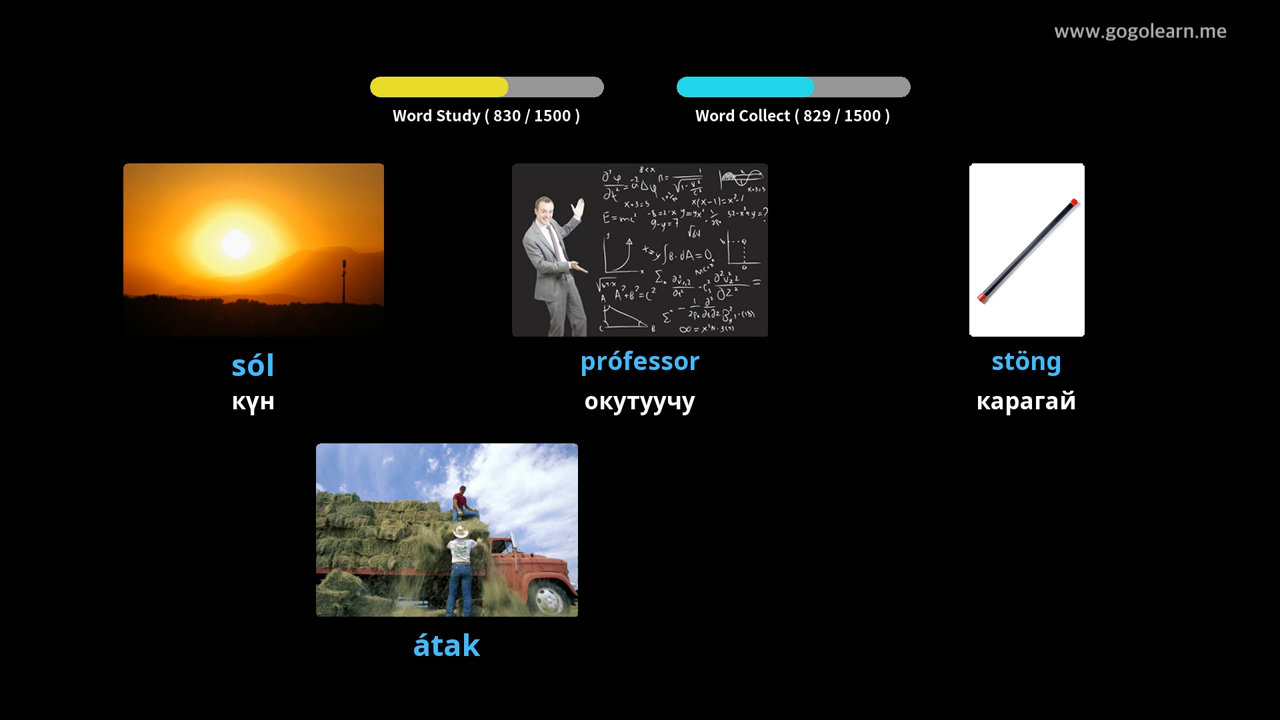 www.gogolearn.me
Word Study ( 830 / 1500 )
Word Collect ( 829 / 1500 )
sól
күн
prófessor
окутуучу
stöng
карагай
átak